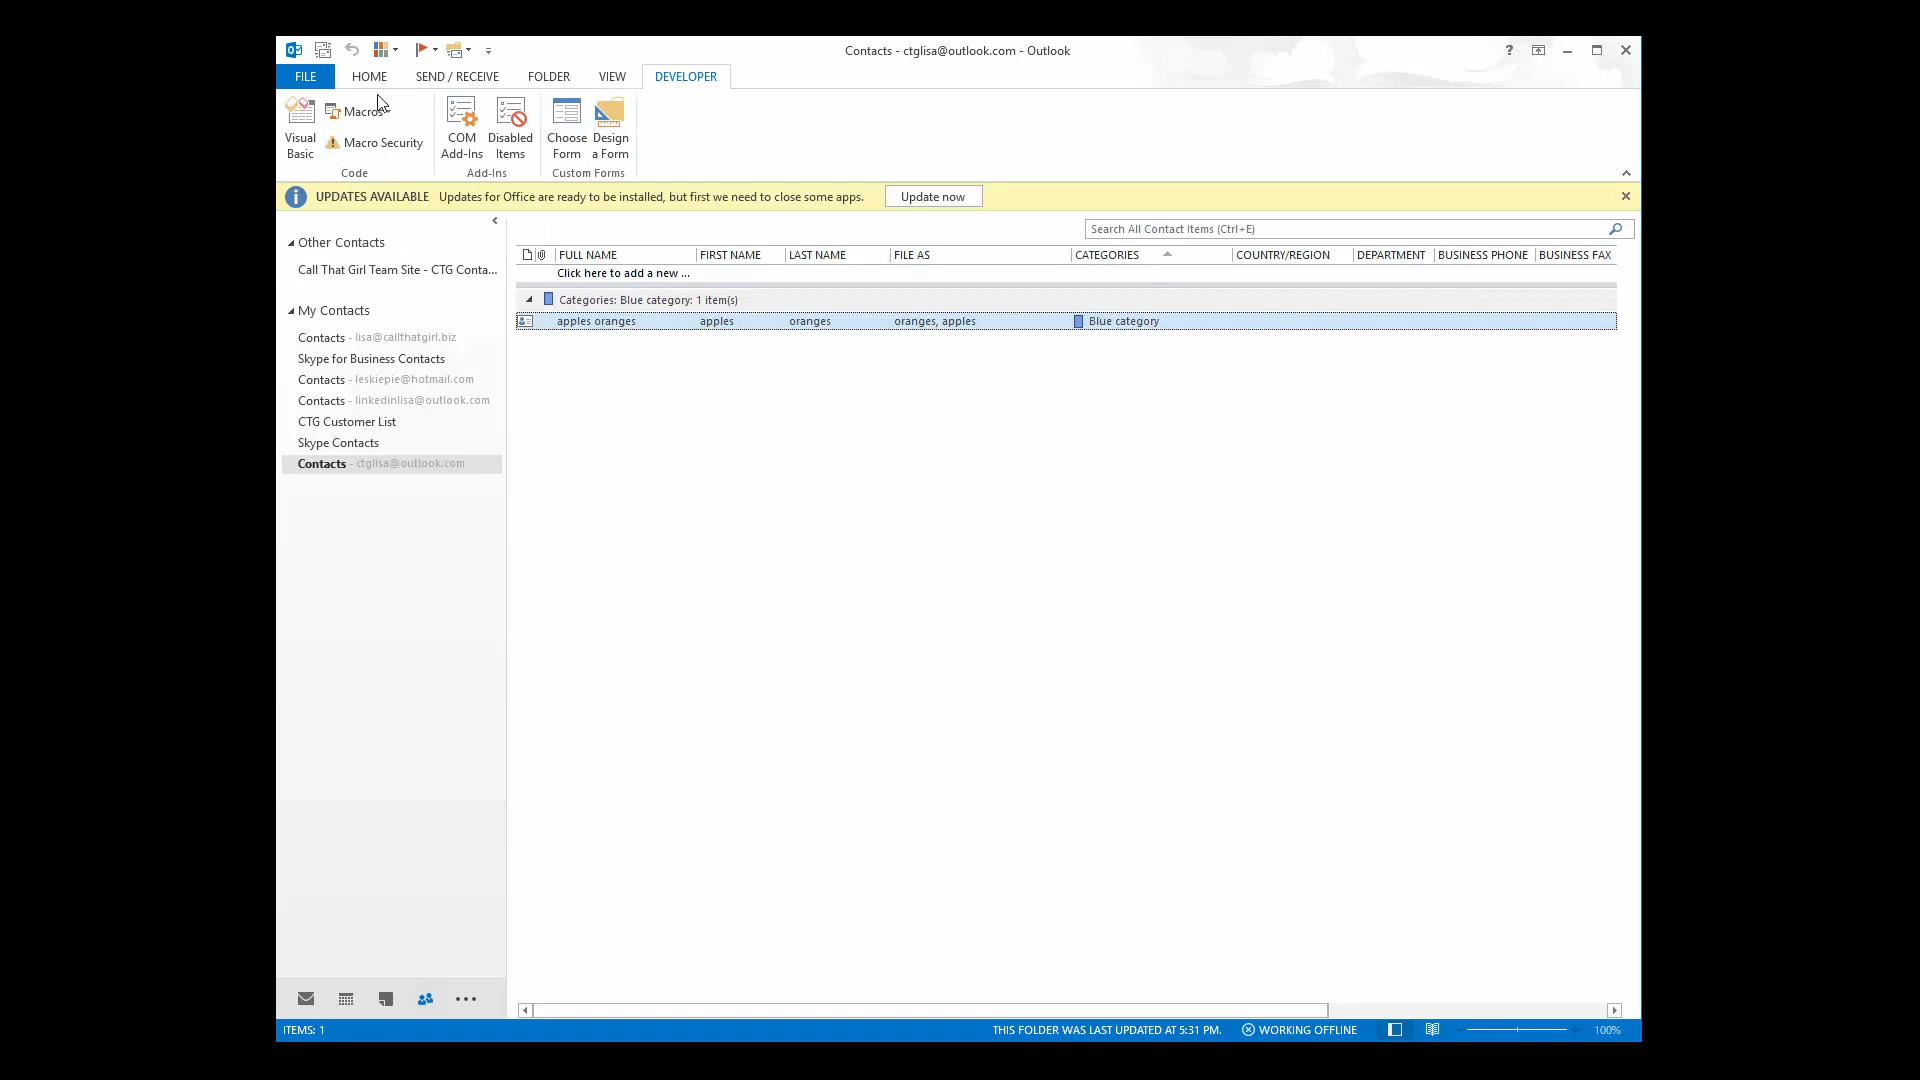 Contacts - ctglisa@outlook.com - Outlook
?
FILE HOME SEND / RECEIVE FOLDER VIEW DEVELOPER
Visual Basic
Macros
Macro Security
COM Add-Ins
Disabled Items
Choose Form
Design a Form
Code
Add-Ins
Custom Forms
UPDATES AVAILABLE Updates for Office are ready to be installed, but first we need to close some apps. Update now
Other Contacts
Call That Girl Team Site - CTG Conta...
My Contacts
Contacts - lisa@callthatgirl.biz
Skype for Business Contacts
Contacts - leskiepie@hotmail.com
Contacts - linkedinlisa@outlook.com
CTG Customer List
Skype Contacts
Contacts - ctglisa@outlook.com
Search All Contact Items (Ctrl+E)
FULL NAME FIRST NAME LAST NAME FILE AS CATEGORIES COUNTRY/REGION DEPARTMENT BUSINESS PHONE BUSINESS FAX
Click here to add a new ...
Categories: Blue category: 1 item(s)
apples oranges apples oranges oranges, apples Blue category
ITEMS: 1
THIS FOLDER WAS LAST UPDATED AT 5:31 PM. WORKING OFFLINE 100%